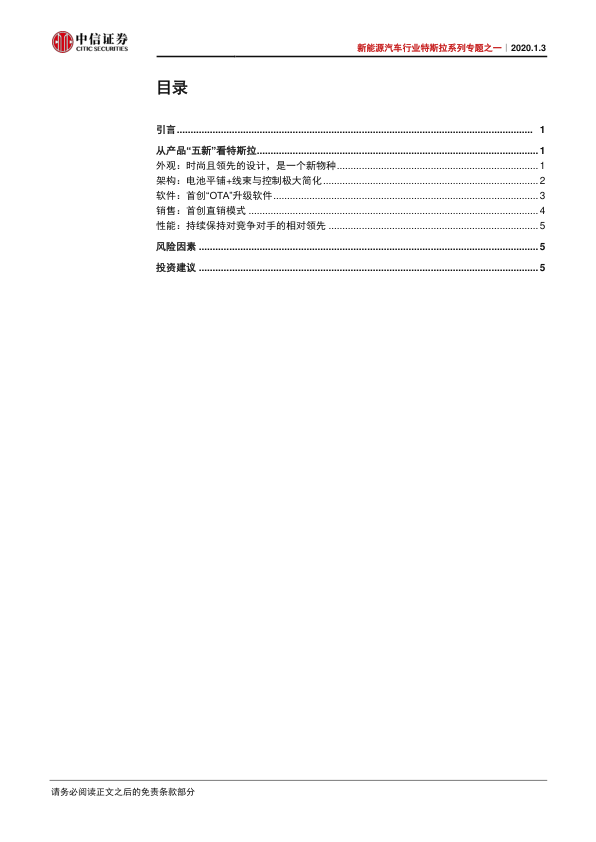 中信证券
CITIC SECURITIES
新能源汽车行业特斯拉系列专题之一｜2020.1.3
目录
引言.................................................................................................................................. 1
从产品“五新”看特斯拉....................................................................................................... 1
外观：时尚且领先的设计，是一个新物种......................................................................... 1
架构：电池平铺+线束与控制极大简化............................................................................... 2
软件：首创“OTA”升级软件................................................................................................. 3
销售：首创直销模式 .......................................................................................................... 4
性能：持续保持对竞争对手的相对领先 ............................................................................ 5
风险因素 ............................................................................................................................ 5
投资建议 ............................................................................................................................ 5
请务必阅读正文之后的免责条款部分